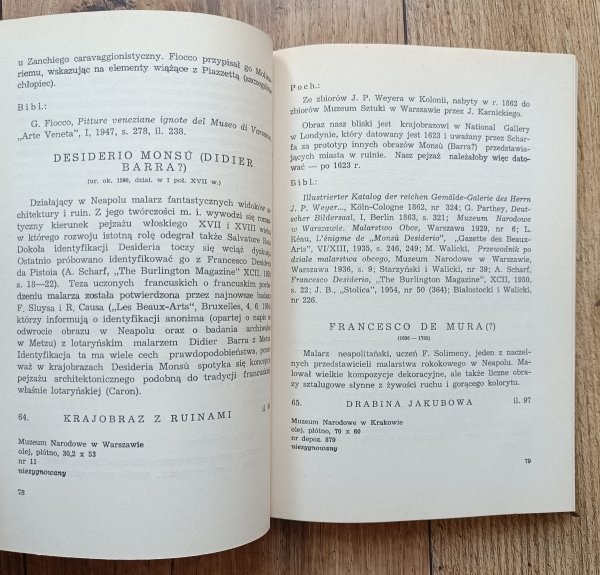 u Zanchiego caravaggionistyczny. Fiocco przypisał go
riemu, wskazując na elementy wiążące z Piazzettą
chłopiec).
Bibl:
G. Fiocco, Pitture veneziane ignote del Museo di
„Arte Veneta", I, 1947, s. 278, il. 238.
DESIDERIO MONSÙ (DIDIER
BARRA?)
(ur. ok. 1590, dział. w I poł. XVII w.)
Działający w Neapolu malarz fantastycznych widoków
chitektury i ruin. Z jego twórczości m. i. wywodzi się
tyczny kierunek pejzażu włoskiego XVII i XVIII
w którego rozwoju istotną rolę odegrał także Salvatore
Dokoła identyfikacji Desideria toczy się wciąż
Ostatnio próbowano identyfikować go z Francesco
da Pistoia (A. Scharf, „The Burlington Magazine" XCII,
s. 18—22). Teza uczonych francuskich o francuskim
dzeniu malarza została potwierdzona przez najnowsze
F. Sluysa i R. Causa („Les Beaux-Arts", Bruxelles, 4. 6.
którzy informują o identyfikacji anonima (opartej o napis
odwrocie obrazu w Neapolu oraz o badania
w Metzu) z lotaryńskim malarzem Didier Barra z Metz.
Identyfikacja ta ma wiele cech prawdopodobieństwa,
waż w krajobrazach Desideria Monsù spotyka się
pejzażu architektonicznego podobną do tradycji
właśnie lotaryńskiej (Caron).
64. KRAJOBRAZ Z RUINAMI il.
Muzeum Narodowe w Warszawie
olej, płótno, 30,2 x 53
nr 11
niesygnowany
78
Poch.:
Ze zbiorów J. P. Weyera w Kolonii, nabyty w r. 1862 do
zbiorów Muzeum Sztuki w Warszawie przez J. Karnickiego.
Obraz nasz bliski jest krajobrazowi w National Gallery
w Londynie, który datowany jest 1623 i uważany przez Schar-
fa za prototyp innych obrazów Monsù (Barra?) przedstawia-
jących miasta w ruinie. Nasz pejzaż należałoby więc dato-
wać — po 1623 r.
Bibl:
Illustrierter Katalog der reichen Gemälde-Galerie des Herrn
J. P. Weyer..., Köln-Cologne 1862, nr 324; G. Parthey, Deut-
scher Bildersaal, I, Berlin 1863, s. 321; Muzeum Narodowe
w Warszawie. Malarstwo Obce, Warszawa 1929, nr 6; L.
Résu, L'énigme de „Monsù Desiderio", „Gazette des Beaux-
Arts", VI/XIII, 1935, s. 246, 249; M. Walicki, Przewodnik po
dziale malarstwa obcego, Muzeum Narodowe w Warszawie,
Warszawa 1936, s. 9; Starzyński i Walicki, nr 39; A. Scharf,
Francesco Desiderio, „The Burlington Magazine", XCII, 1950,
s. 22; J. B., „Stolica", 1954, nr 50 (364); Białostocki i Walicki,
nr 226.
FRANCESCO DE MURA(?)
(1696 — 1782)
Malarz neapolitański, uczeń F. Solimeny, jeden z naczel-
nych przedstawicieli malarstwa rokokowego w Neapolu. Ma-
lował wielkie kompozycje dekoracyjne, ale także liczne obra-
zy sztalugowe słynne z żywości ruchu i gorącego kolorytu.
65. DRABINA JAKUBOWA il. 97
Muzeum Narodowe w Krakowie
olej, płótno, 70 x 60
nr depoz. 879
niesygnowany
79